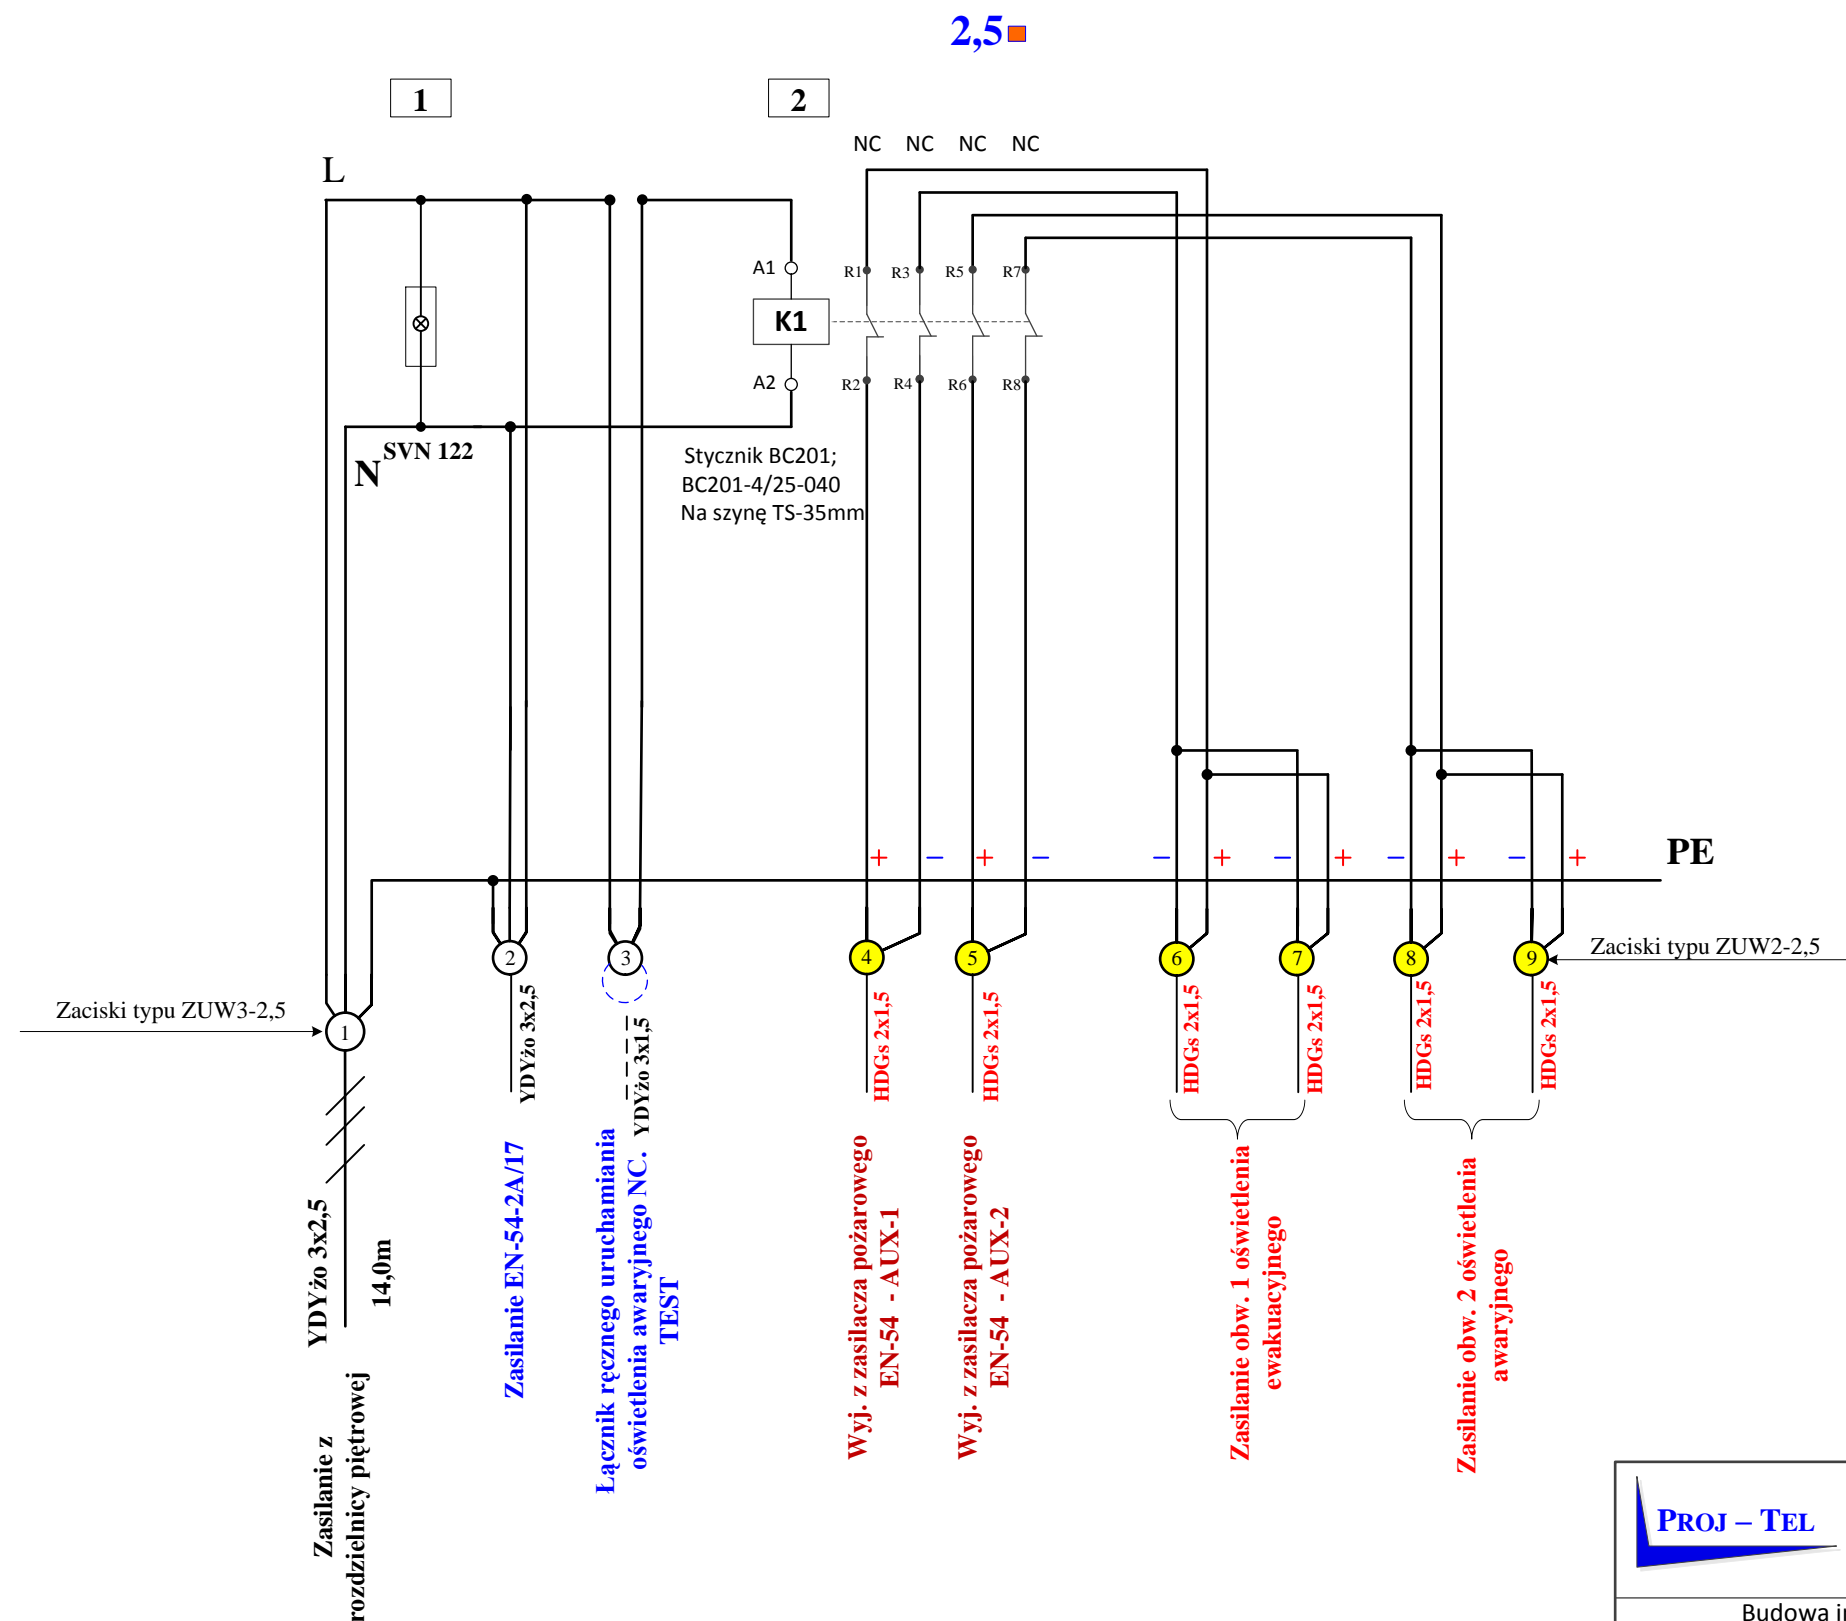 2,5
1
2
NC NC NC NC
L
A1
R1
R3
R5
R7
K1
A2
R2
R4
R6
R8
SVN 122
N
Stycznik BC201;
BC201-4/25-040
Na szynę TS-35mm
+ – + – – + – + – + – +
PE
2
3
4
5
6
7
8
9
Zaciski typu ZUW2-2,5
Zaciski typu ZUW3-2,5
1
YDYżo 3x2,5
YDYżo 3x1,5
HDGs 2x1,5
HDGs 2x1,5
HDGs 2x1,5
HDGs 2x1,5
HDGs 2x1,5
HDGs 2x1,5
YDYżo 3x2,5
14,0m
Zasilanie z
rozdzielnicy piętrowej
Zasilanie EN-54-2A/17
Łącznik ręcznego uruchamiania
oświetlenia awaryjnego NC.
TEST
Wyj. z zasilacza pożarowego
EN-54 - AUX-1
Wyj. z zasilacza pożarowego
EN-54 - AUX-2
Zasilanie obw. 1 oświetlenia
ewakuacyjnego
Zasilanie obw. 2 oświetlenia
awaryjnego
PROJ – TEL
Budowa